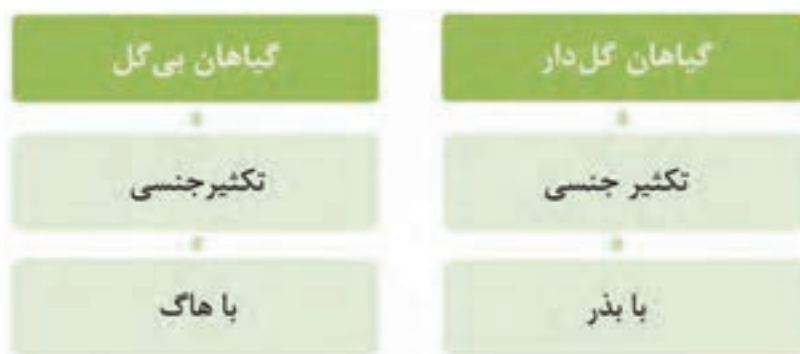 گیاهان گل‌دار
تکثیر جنسی
با بذر
گیاهان بی‌گل
تکثیرجنسی
با هاگ